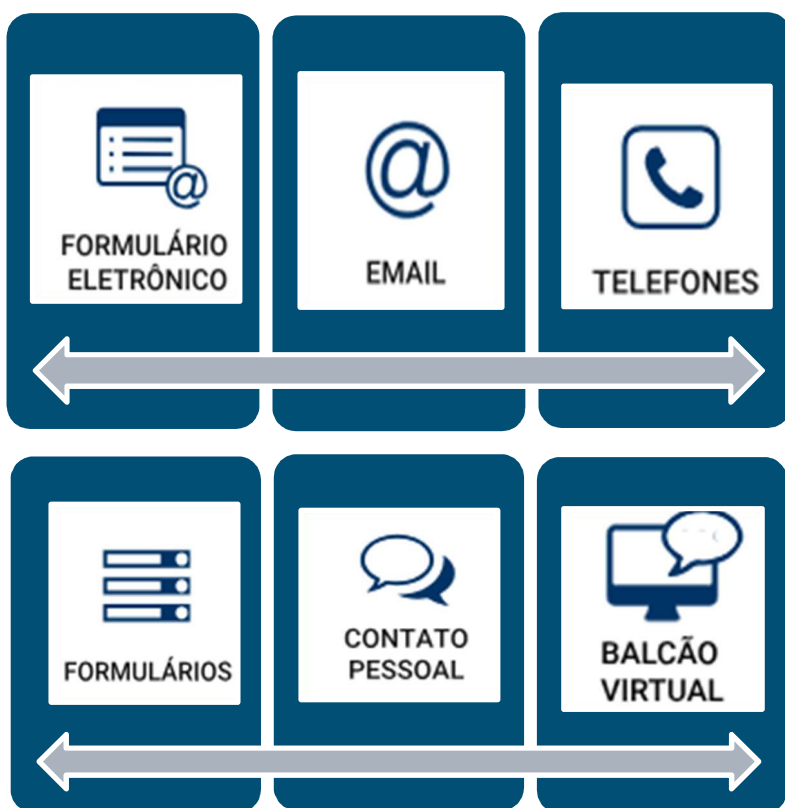 FORMULÁRIO
ELETRÔNICO
EMAIL
TELEFONES
FORMULÁRIOS
CONTATO
PESSOAL
BALCÃO
VIRTUAL